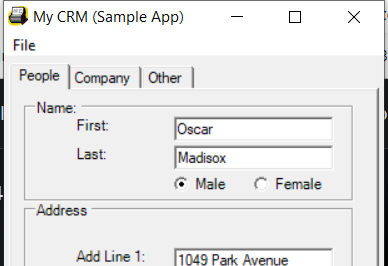 My CRM (Sample App)
File
People Company Other
Name:
First: Oscar
Last: Madisox
Male Female
Address
Add Line 1: 1049 Park Avenue